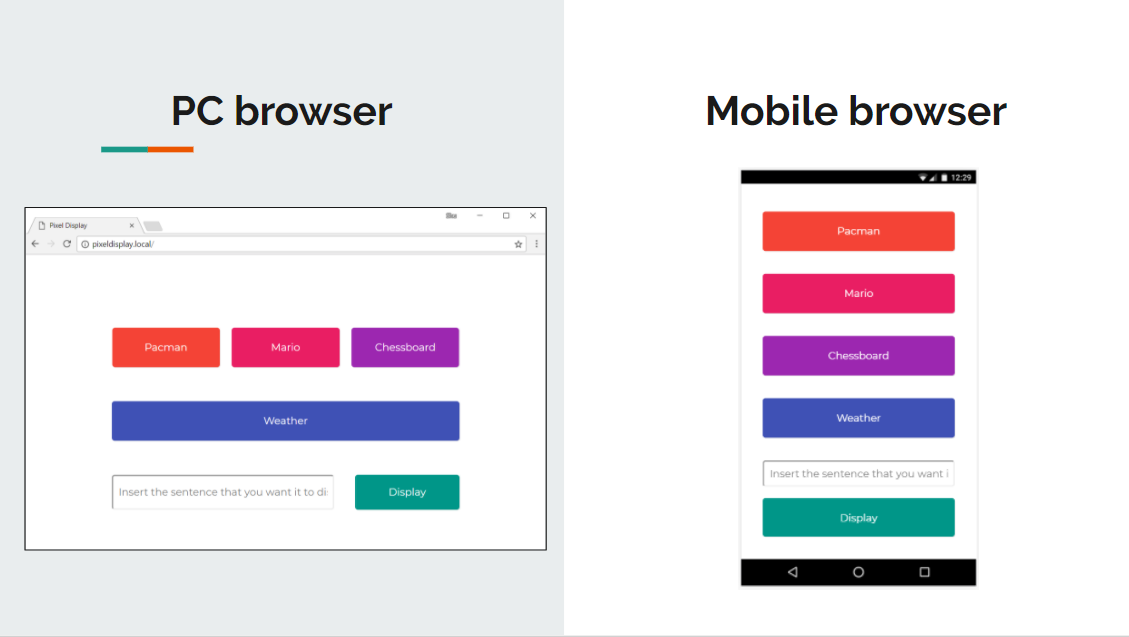 PC browser
Pixel Display
pixeldisplay.local/
Pacman Mario Chessboard
Weather
Insert the sentence that you want it to di
Display
Mobile browser
12:29
Pacman
Mario
Chessboard
Weather
Insert the sentence that you want i
Display